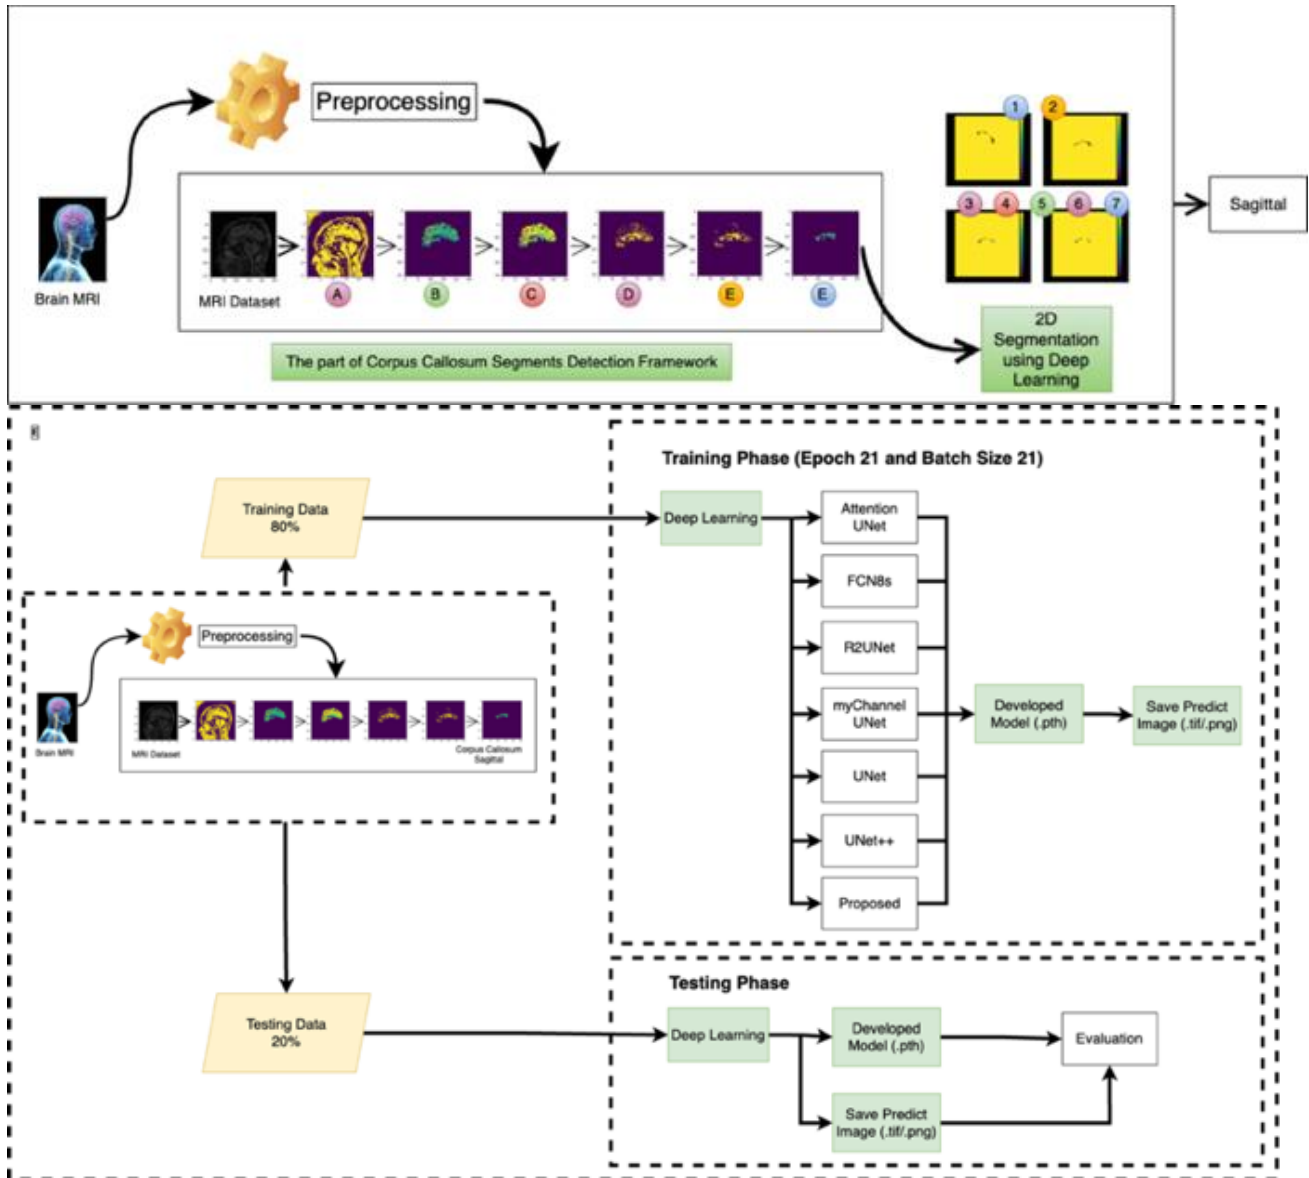 Preprocessing
1
2
3
4
5
6
7
Sagittal
Brain MRI
MRI Dataset
A
B
C
D
E
E
The part of Corpus Callosum Segments Detection Framework
2D
Segmentation
using Deep
Learning
Training Phase (Epoch 21 and Batch Size 21)
Training Data
80%
Deep Learning
Attention
UNet
FCN8s
R2UNet
myChannel
UNet
UNet++
UNet
Proposed
Developed
Model (.pth)
Save Predict
Image (.tif/.png)
Preprocessing
Brain MRI
MRI Dataset
Corpus Callosum
Sagittal
Testing Data
20%
Testing Phase
Deep Learning
Developed
Model (.pth)
Save Predict
Image (.tif/.png)
Evaluation